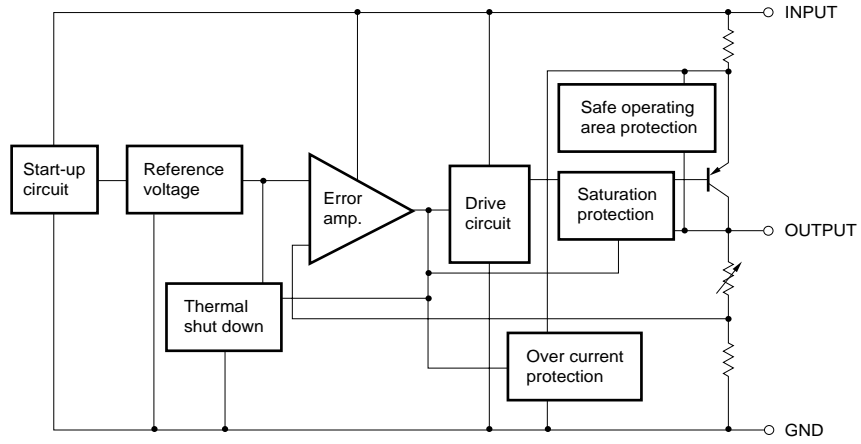 INPUT
Safe operating
area protection
Start-up
circuit
Reference
voltage
Error
amp.
Drive
circuit
Saturation
protection
OUTPUT
Thermal
shut down
Over current
protection
GND